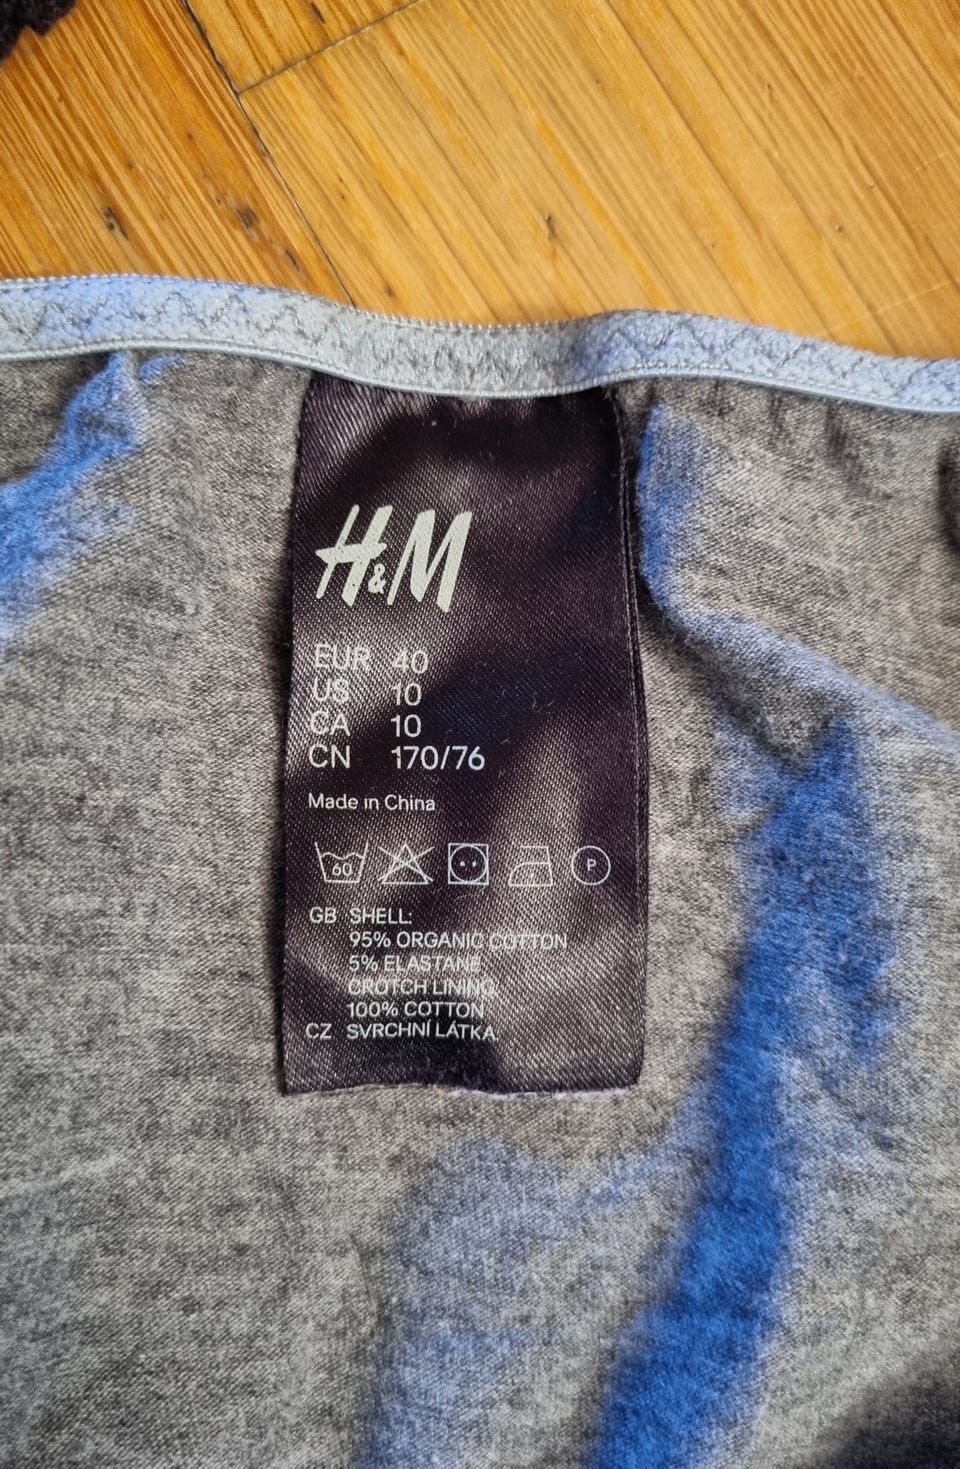 H&M
EUR 40
US 10
CA 10
CN 170/76
Made in China
60 P
GB SHELL:
95% ORGANIC COTTON
5% ELASTANE
CROTCH LINING
100% COTTON
CZ SVRCHNÍ LÁTKA